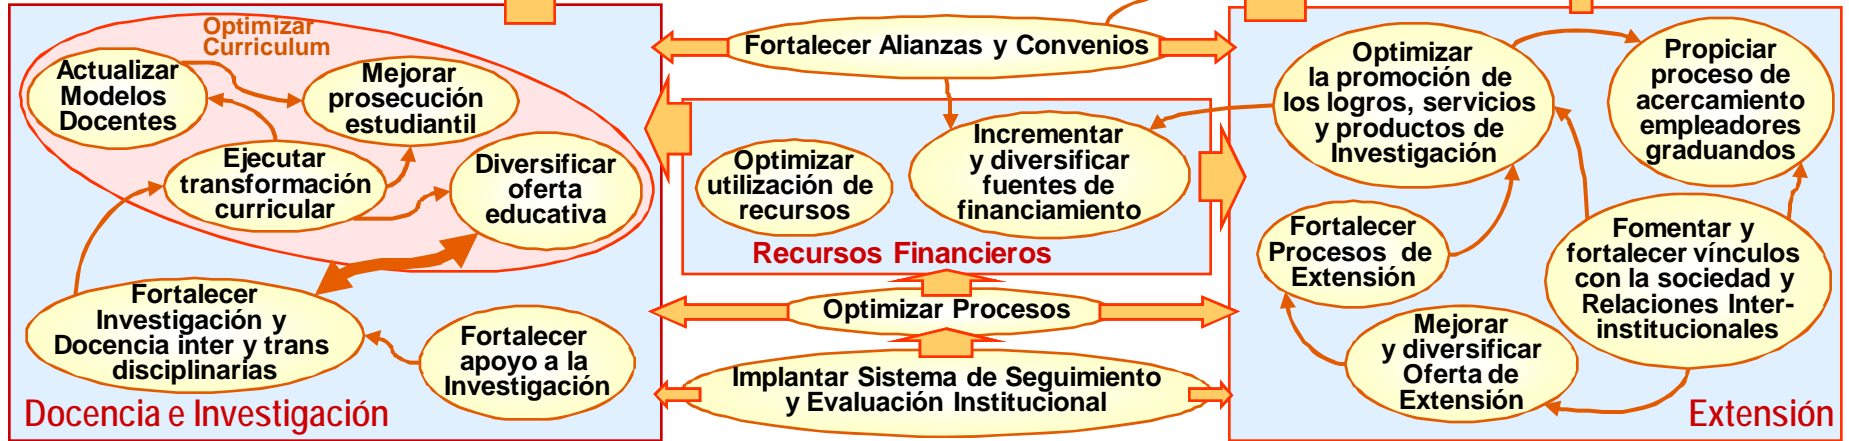 Optimizar
Curriculum
Actualizar
Modelos
Docentes
Mejorar
prosecución
estudiantil
Ejecutar
transformación
curricular
Diversificar
oferta
educativa
Fortalecer
Investigación y
Docencia inter y trans
disciplinarias
Fortalecer
apoyo a la
Investigación
Docencia e Investigación
Fortalecer Alianzas y Convenios
Optimizar
utilización de
recursos
Incrementar
y diversificar
fuentes de
financiamiento
Recursos Financieros
Optimizar Procesos
Implantar Sistema de Seguimiento
y Evaluación Institucional
Optimizar
la promoción de
los logros, servicios
y productos de
Investigación
Propiciar
proceso de
acercamiento
empleadores
graduandos
Fortalecer
Procesos de
Extensión
Fomentar y
fortalecer vínculos
con la sociedad y
Relaciones Inter-
institucionales
Mejorar
y diversificar
Oferta de
Extensión
Extensión